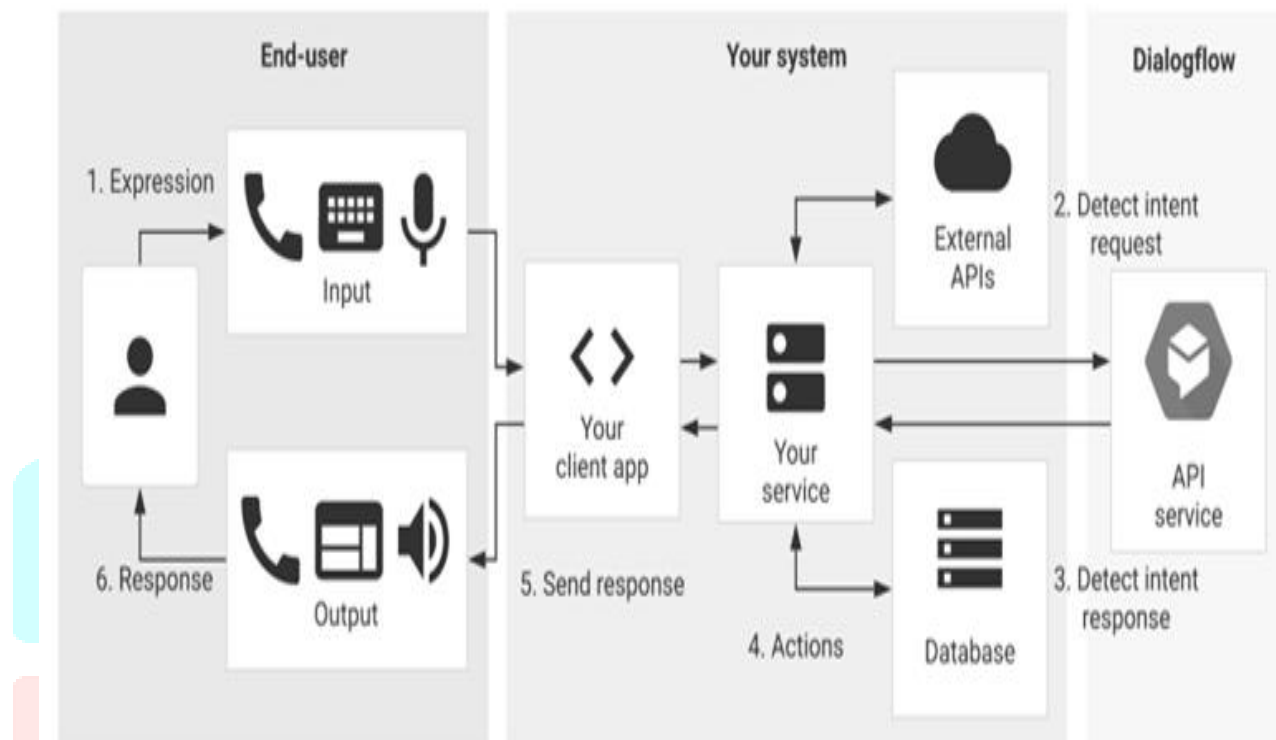 End-user
Your system
Dialogflow
1. Expression
Input
External
APIs
2. Detect intent
request
Your
client app
Your
service
API
service
6. Response
Output
5. Send response
4. Actions
Database
3. Detect intent
response